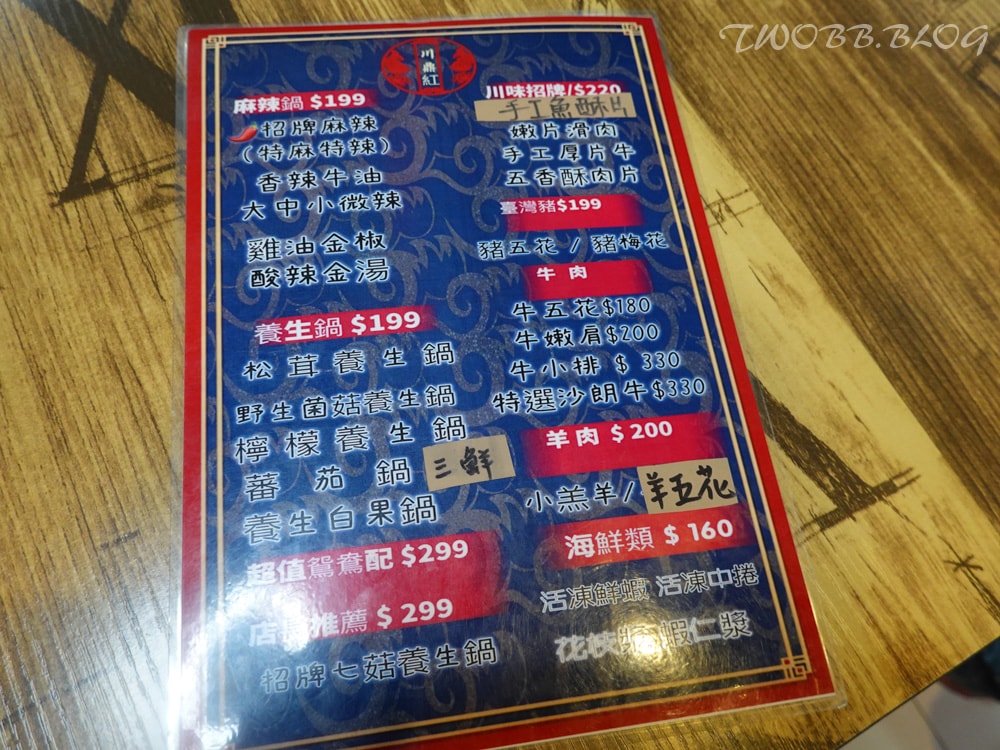 TWOBB.BLOG
川鼎紅
麻辣鍋 $199
招牌麻辣
(特麻特辣)
香辣牛油
大中小微辣
雞油金椒
酸辣金湯
養生鍋 $199
松茸養生鍋
野生菌菇養生鍋
檸檬養生鍋
蕃茄鍋 三鮮
養生白果鍋
超值鴛鴦配 $299
店長推薦 $ 299
招牌七菇養生鍋
川味招牌/$220
手工魚酥片
嫩片滑肉
手工厚片牛
五香酥肉片
臺灣豬$199
豬五花 / 豬梅花
牛肉
牛五花$180
牛嫩肩$200
牛小排 $ 330
特選沙朗牛$330
羊肉 $ 200
小羔羊/羊五花
海鮮類 $ 160
活凍鮮蝦 活凍中捲
花枝漿 蝦仁漿